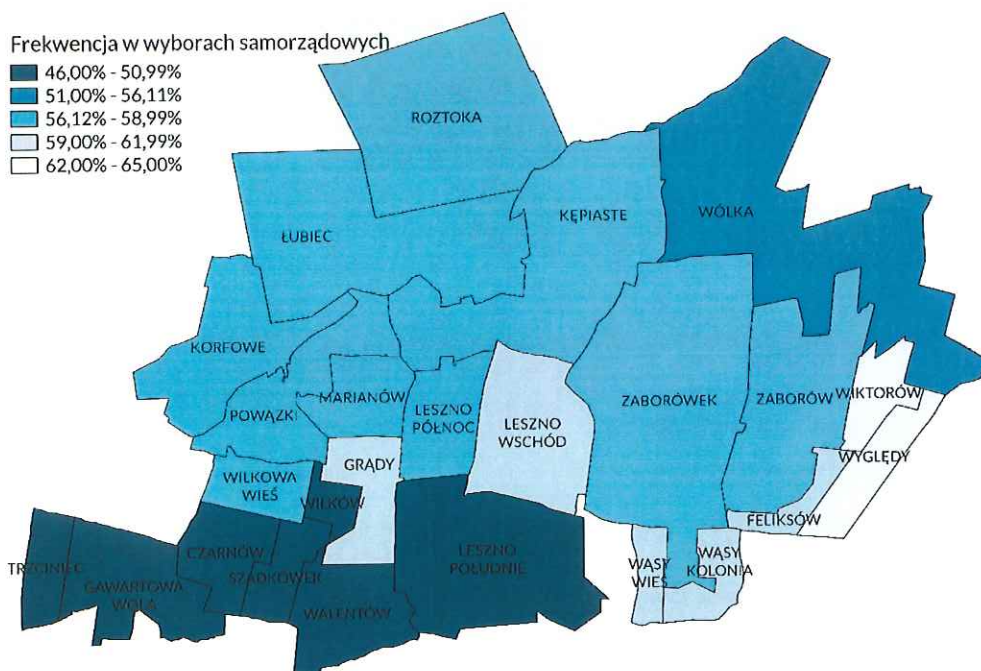 Frekwencja w wyborach samorządowych
46,00% - 50,99%
51,00% - 56,11%
56,12% - 58,99%
59,00% - 61,99%
62,00% - 65,00%
ROZTOKA
KĘPIASTE
WÓLKA
ŁUBIEC
KORFOWE
MARIANÓW
POWĄZKI
LESZNO
PÓŁNOC
LESZNO
WSCHÓD
ZABORÓWEK
ZABORÓW
WIKTORÓW
WYGLĘDY
GRĄDY
WILKOWA
WIEŚ
WILKÓW
FELIKSÓW
CZARNÓW
LESZNO
POŁUDNIE
WĄSY
WIEŚ
WĄSY
KOLONIA
TRZCINIEC
GAWARTOWA
WOLA
SZADKÓWEK
WALENTÓW